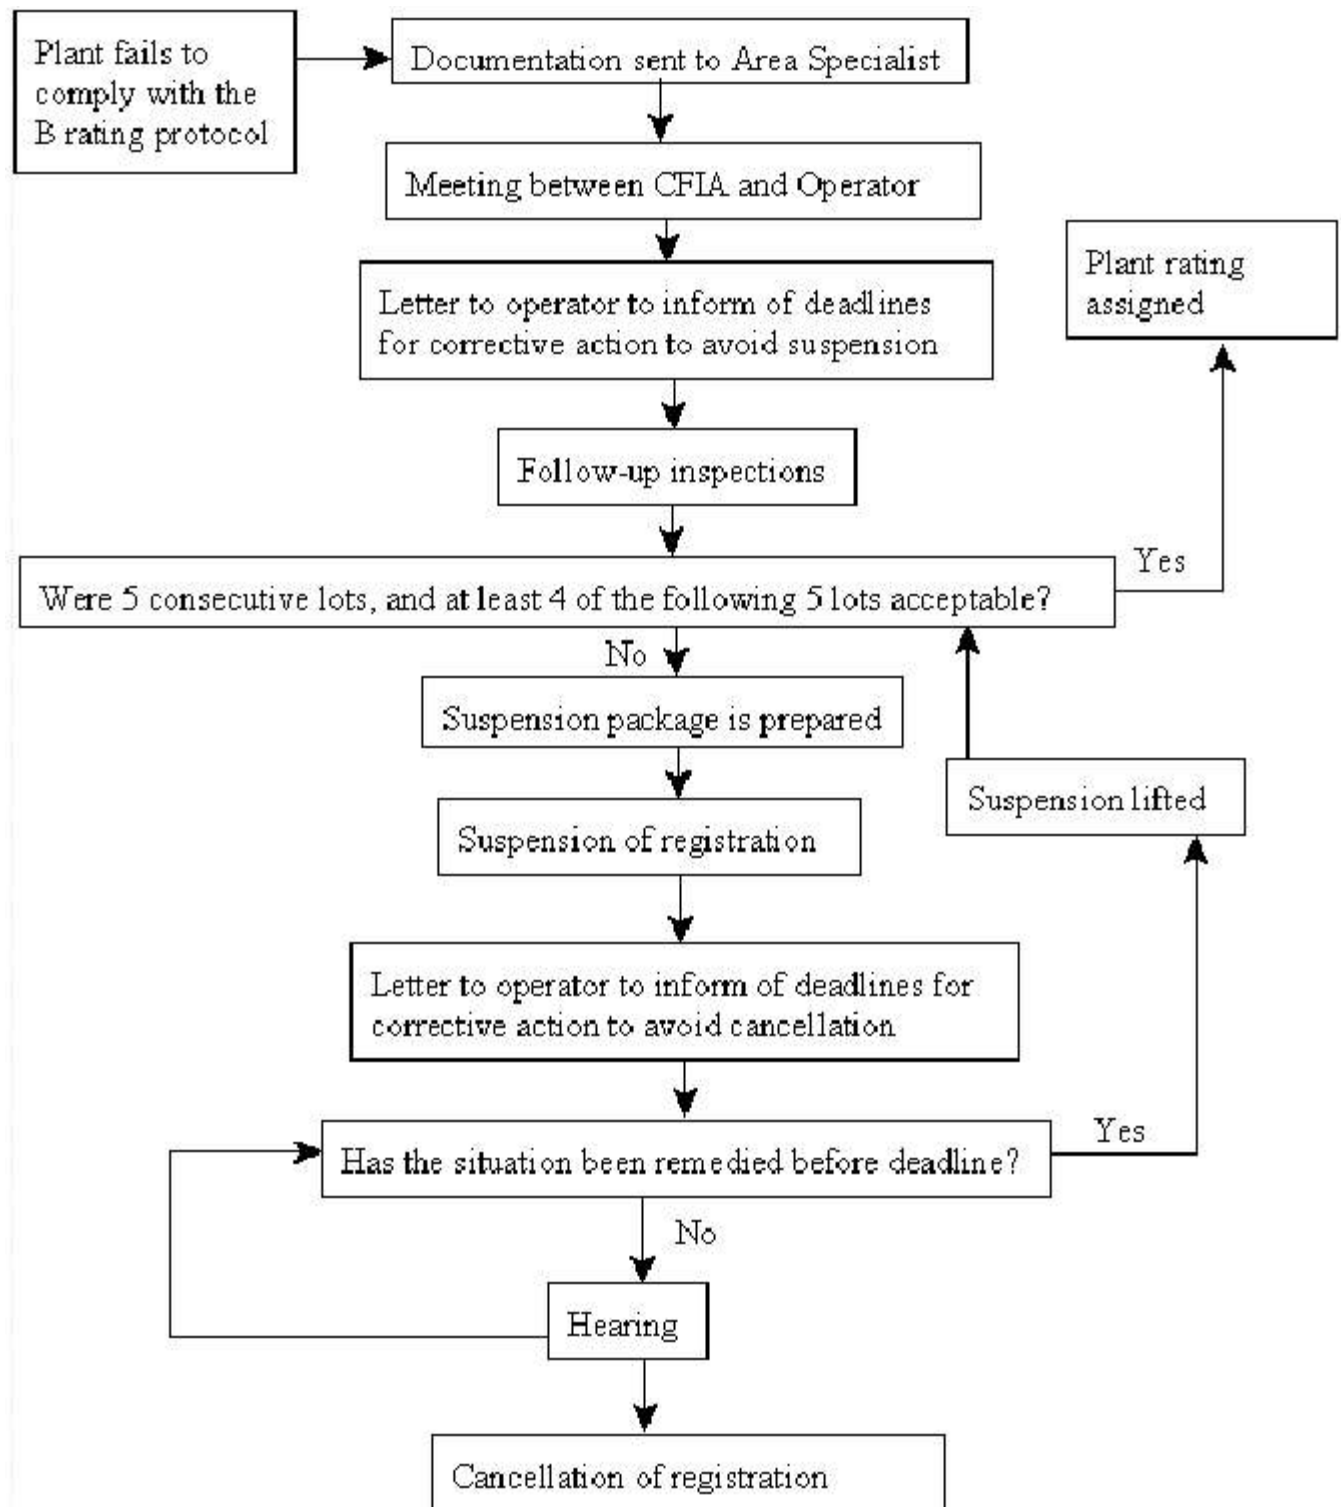 Plant fails to
comply with the
B rating protocol
Documentation sent to Area Specialist
Meeting between CFIA and Operator
Letter to operator to inform of deadlines
for corrective action to avoid suspension
Plant rating
assigned
Follow-up inspections
Yes
Were 5 consecutive lots, and at least 4 of the following 5 lots acceptable?
No
Suspension package is prepared
Suspension lifted
Suspension of registration
Letter to operator to inform of deadlines for
corrective action to avoid cancellation
Yes
Has the situation been remedied before deadline?
No
Hearing
Cancellation of registration